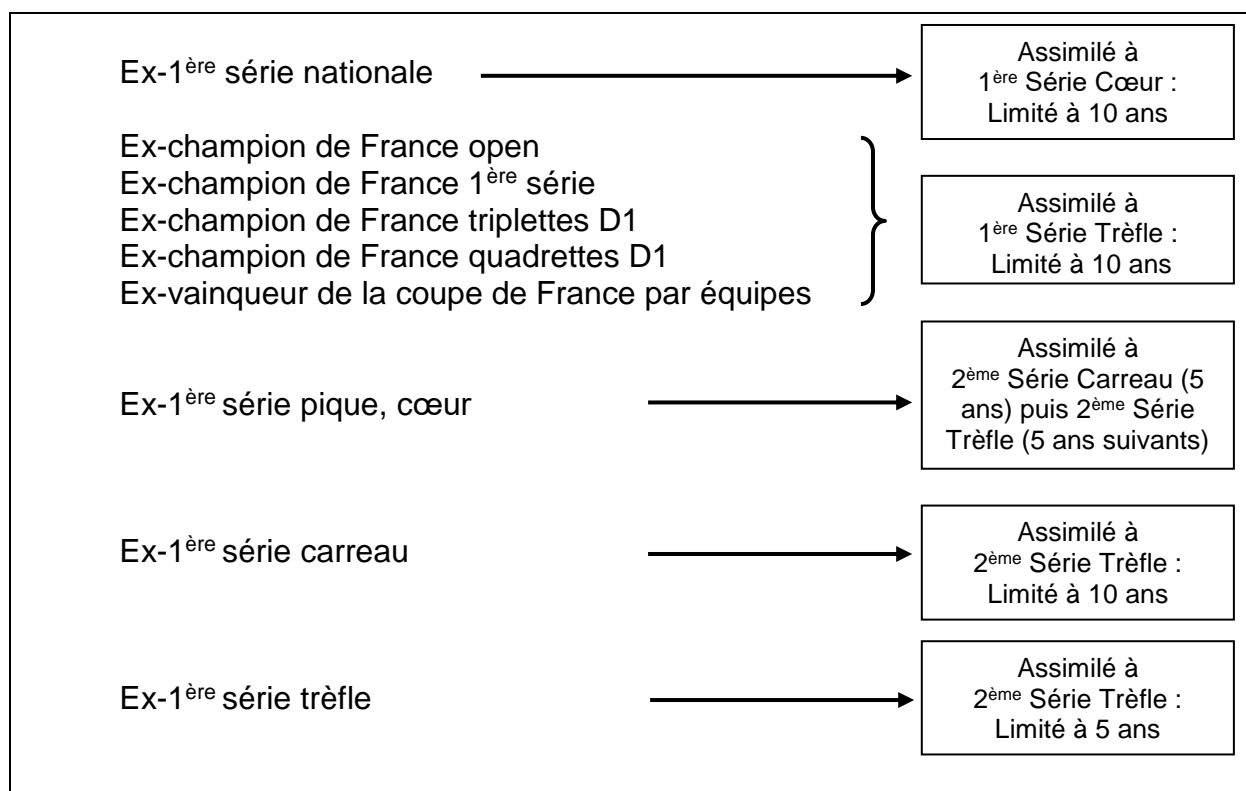 Ex-1ère série nationale
Assimilé à
1ère Série Cœur :
Limité à 10 ans
Ex-champion de France open
Ex-champion de France 1ère série
Ex-champion de France triplettes D1
Ex-champion de France quadrettes D1
Ex-vainqueur de la coupe de France par équipes
Assimilé à
1ère Série Trèfle :
Limité à 10 ans
Ex-1ère série pique, cœur
Assimilé à
2ème Série Carreau (5
ans) puis 2ème Série
Trèfle (5 ans suivants)
Ex-1ère série carreau
Assimilé à
2ème Série Trèfle :
Limité à 10 ans
Ex-1ère série trèfle
Assimilé à
2ème Série Trèfle :
Limité à 5 ans